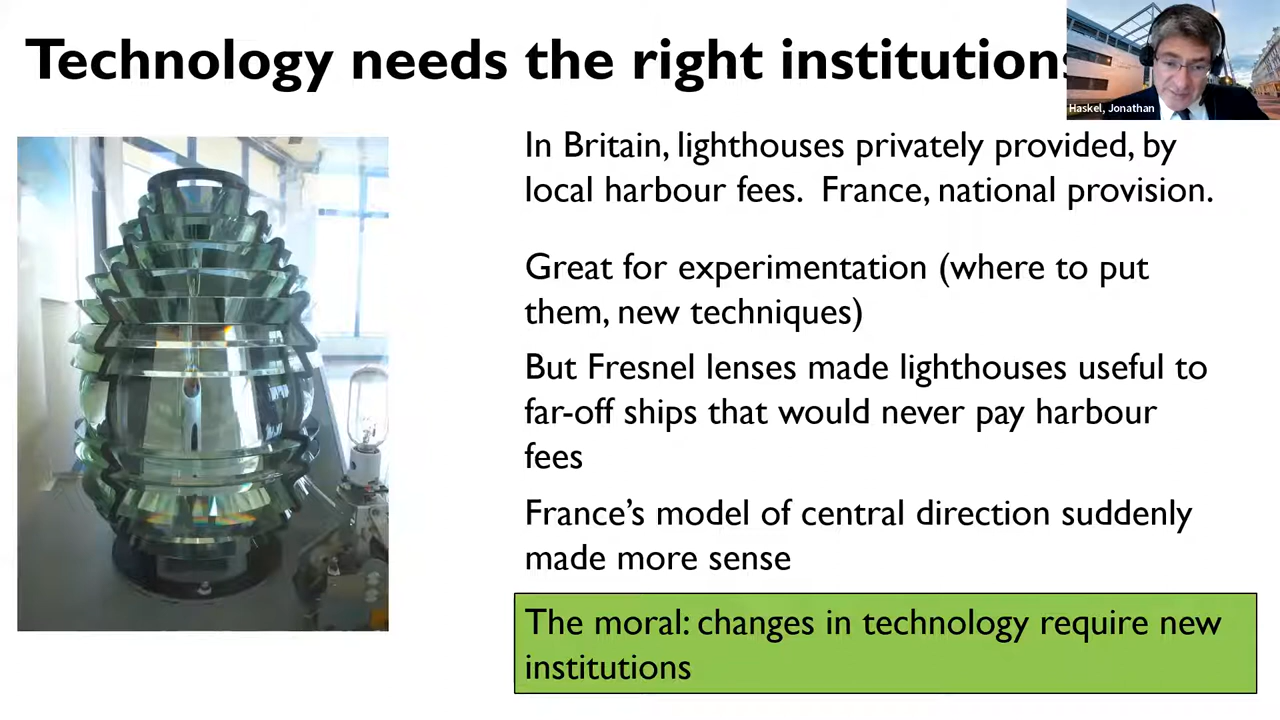 Technology needs the right institutions
Haskel, Jonathan
In Britain, lighthouses privately provided, by
local harbour fees.  France, national provision.
Great for experimentation (where to put
them, new techniques)
But Fresnel lenses made lighthouses useful to
far-off ships that would never pay harbour
fees
France’s model of central direction suddenly
made more sense
The moral: changes in technology require new
institutions